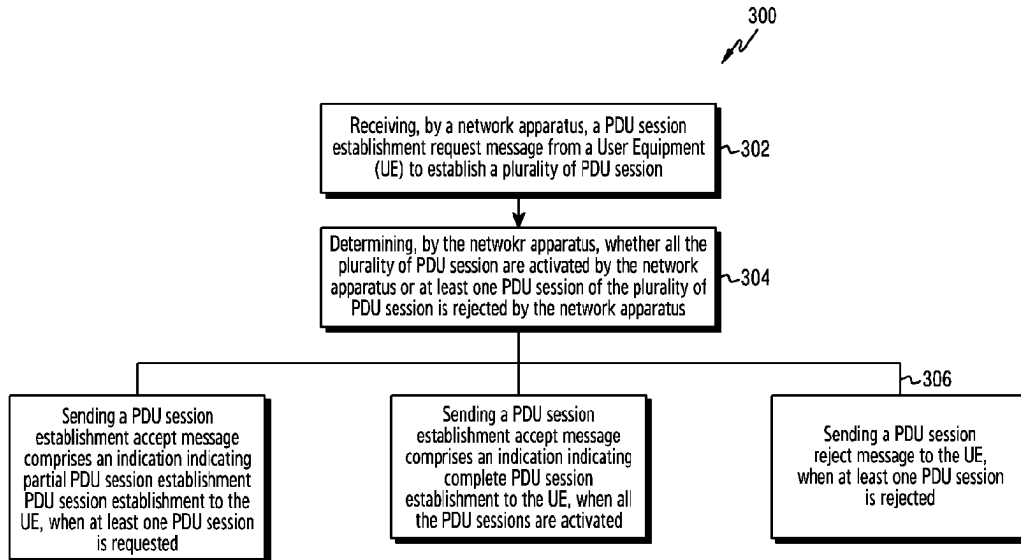 300
Receiving, by a network apparatus, a PDU session
establishment request message from a User Equipment
(UE) to establish a plurality of PDU session
302
Determining, by the netwokr apparatus, whether all the
plurality of PDU session are activated by the network
apparatus or at least one PDU session of the plurality of
PDU session is rejected by the network apparatus
304
306
Sending a PDU session
establishment accept message
comprises an indication indicating
partial PDU session establishment
PDU session establishment to the
UE, when at least one PDU session
is requested
Sending a PDU session
establishment accept message
comprises an indication indicating
complete PDU session
establishment to the UE, when all
the PDU sessions are activated
Sending a PDU session
reject message to the UE,
when at least one PDU session
is rejected